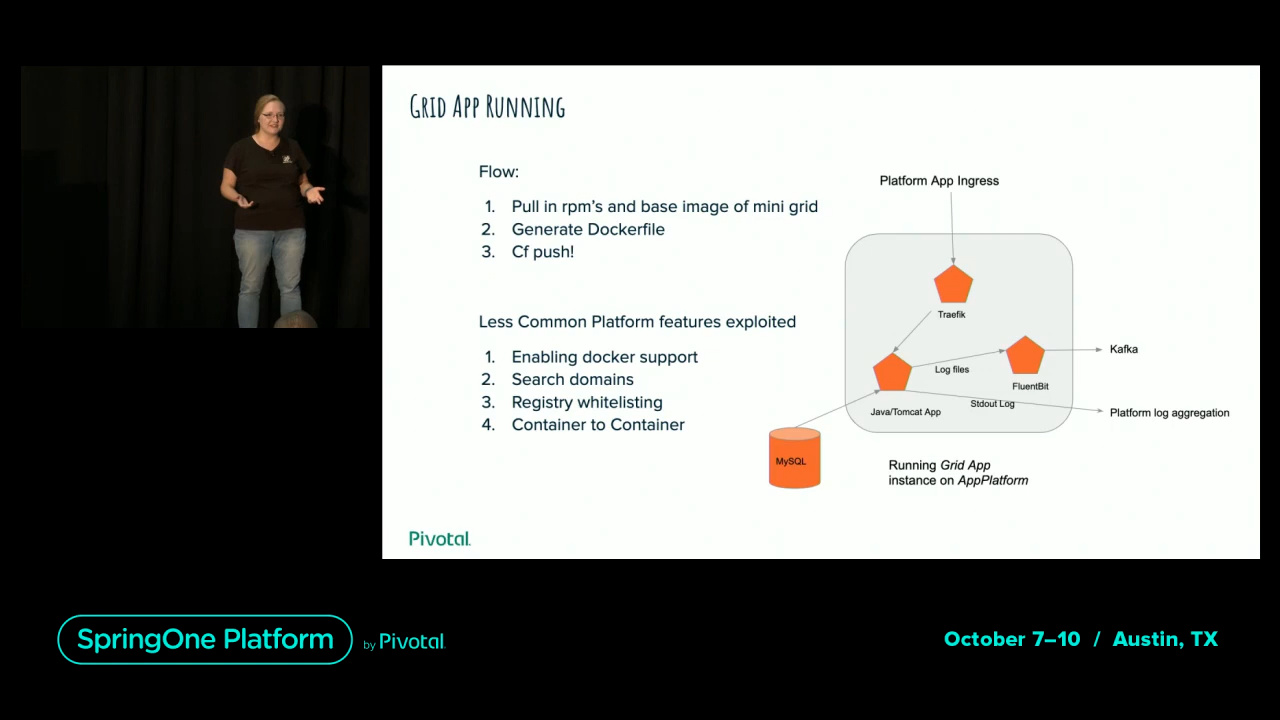 GRID APP RUNNING
Flow:
1. Pull in rpm's and base image of mini grid
2. Generate Dockerfile
3. Cf push!
Less Common Platform features exploited
1. Enabling docker support
2. Search domains
3. Registry whitelisting
4. Container to Container
Platform App Ingress
Traefik
Log files
Kafka
FluentBit
Stdout Log
Java/Tomcat App
Platform log aggregation
MySQL
Running Grid App
instance on AppPlatform
Pivotal
SpringOne Platform by Pivotal
October 7–10 / Austin, TX